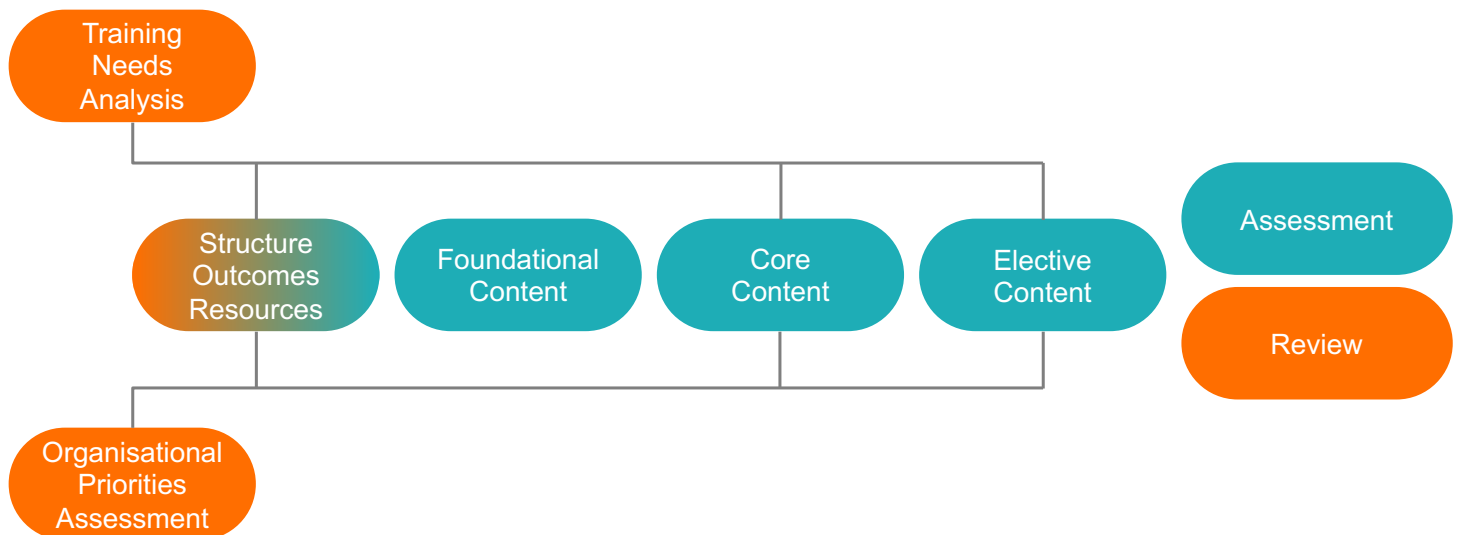 Training
Needs
Analysis
Structure
Outcomes
Resources
Foundational
Content
Core
Content
Elective
Content
Assessment
Review
Organisational
Priorities
Assessment